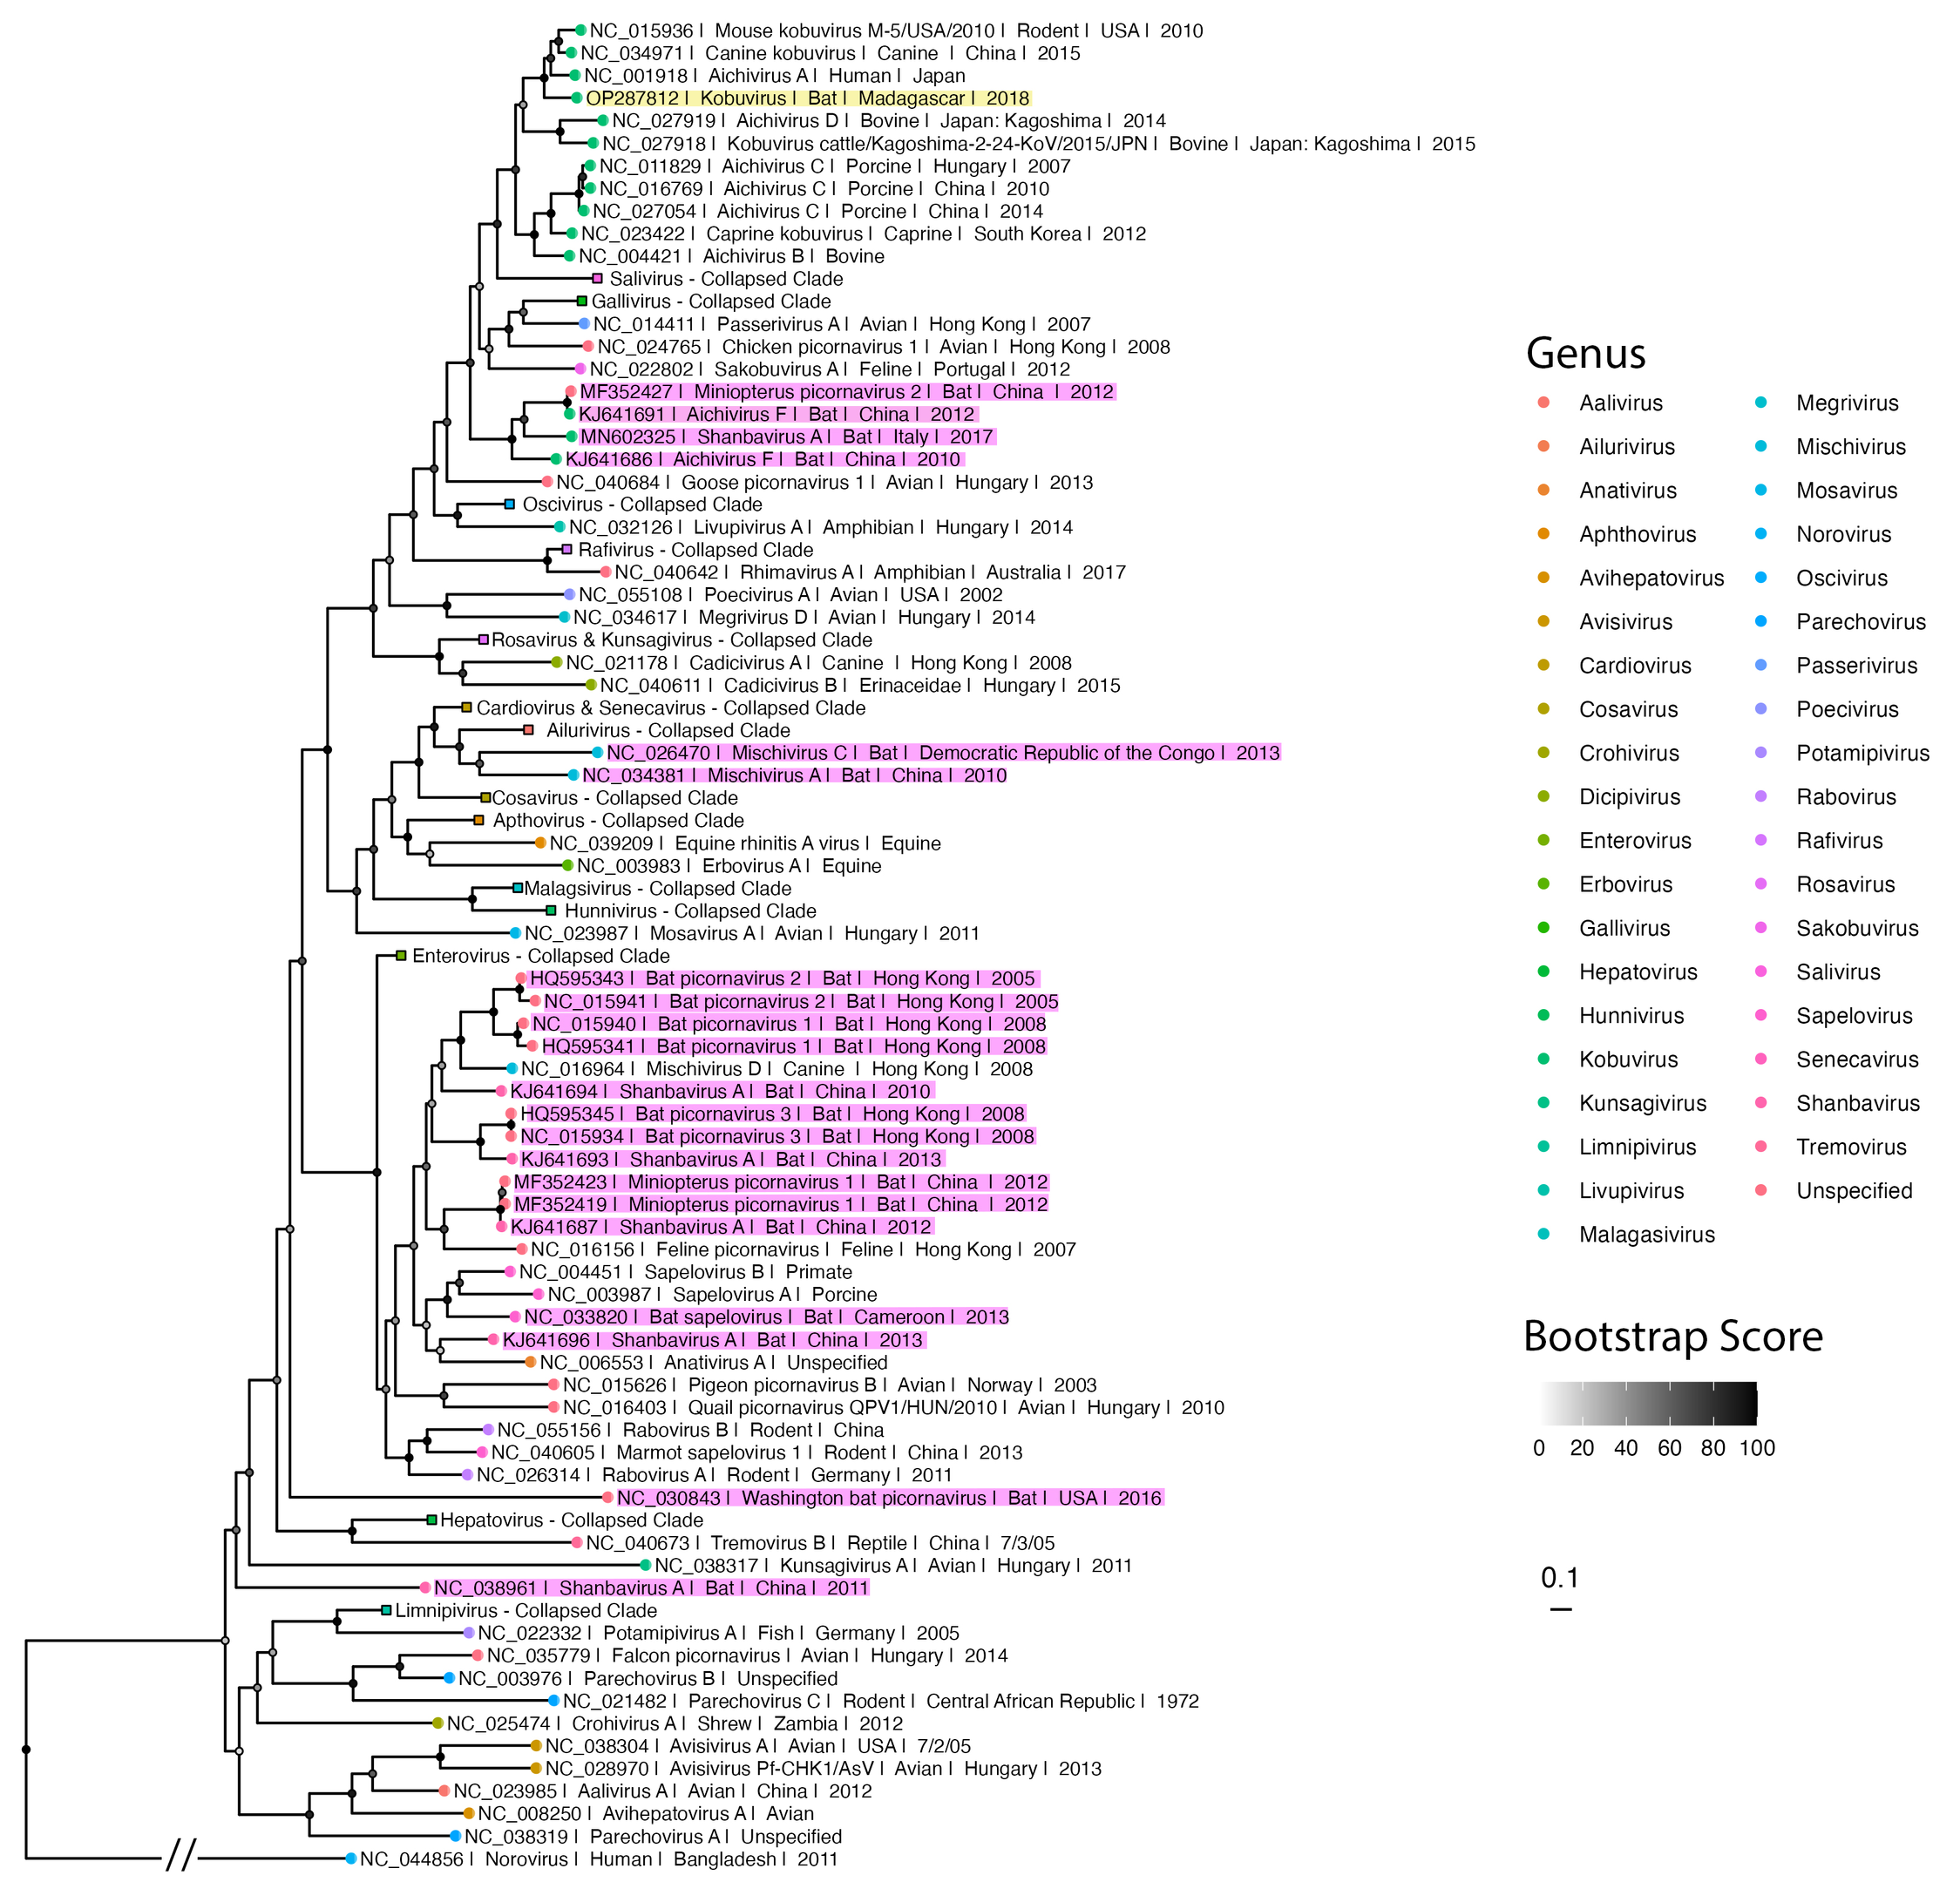 NC_015936 | Mouse kobuvirus M-5/USA/2010 | Rodent | USA | 2010
NC_034971 | Canine kobuvirus | Canine | China | 2015
NC_001918 | Aichivirus A | Human | Japan
OP287812 | Kobuvirus | Bat | Madagascar | 2018
NC_027919 | Aichivirus D | Bovine | Japan: Kagoshima | 2014
NC_027918 | Kobuvirus cattle/Kagoshima-2-24-KoV/2015/JPN | Bovine | Japan: Kagoshima | 2015
NC_011829 | Aichivirus C | Porcine | Hungary | 2007
NC_016769 | Aichivirus C | Porcine | China | 2010
NC_027054 | Aichivirus C | Porcine | China | 2014
NC_023422 | Caprine kobuvirus | Caprine | South Korea | 2012
NC_004421 | Aichivirus B | Bovine
Salivirus - Collapsed Clade
Gallivirus - Collapsed Clade
NC_014411 | Passerivirus A | Avian | Hong Kong | 2007
NC_024765 | Chicken picornavirus 1 | Avian | Hong Kong | 2008
NC_022802 | Sakobuvirus A | Feline | Portugal | 2012
MF352427 | Miniopterus picornavirus 2 | Bat | China | 2012
KJ641691 | Aichivirus F | Bat | China | 2012
MN602325 | Shanbavirus A | Bat | Italy | 2017
KJ641686 | Aichivirus F | Bat | China | 2010
NC_040684 | Goose picornavirus 1 | Avian | Hungary | 2013
Oscivirus - Collapsed Clade
NC_032126 | Livupivirus A | Amphibian | Hungary | 2014
Rafivirus - Collapsed Clade
NC_040642 | Rhimavirus A | Amphibian | Australia | 2017
NC_055108 | Poecivirus A | Avian | USA | 2002
NC_034617 | Megrivirus D | Avian | Hungary | 2014
Rosavirus & Kunsagivirus - Collapsed Clade
NC_021178 | Cadicivirus A | Canine | Hong Kong | 2008
NC_040611 | Cadicivirus B | Erinaceidae | Hungary | 2015
Cardiovirus & Senecavirus - Collapsed Clade
Ailurivirus - Collapsed Clade
NC_026470 | Mischivirus C | Bat | Democratic Republic of the Congo | 2013
NC_034381 | Mischivirus A | Bat | China | 2010
Cosavirus - Collapsed Clade
Apthovirus - Collapsed Clade
NC_039209 | Equine rhinitis A virus | Equine
NC_003983 | Erbovirus A | Equine
Malagsivirus - Collapsed Clade
Hunnivirus - Collapsed Clade
NC_023987 | Mosavirus A | Avian | Hungary | 2011
Enterovirus - Collapsed Clade
HQ595343 | Bat picornavirus 2 | Bat | Hong Kong | 2005
NC_015941 | Bat picornavirus 2 | Bat | Hong Kong | 2005
NC_015940 | Bat picornavirus 1 | Bat | Hong Kong | 2008
HQ595341 | Bat picornavirus 1 | Bat | Hong Kong | 2008
NC_016964 | Mischivirus D | Canine | Hong Kong | 2008
KJ641694 | Shanbavirus A | Bat | China | 2010
HQ595345 | Bat picornavirus 3 | Bat | Hong Kong | 2008
NC_015934 | Bat picornavirus 3 | Bat | Hong Kong | 2008
KJ641693 | Shanbavirus A | Bat | China | 2013
MF352423 | Miniopterus picornavirus 1 | Bat | China | 2012
MF352419 | Miniopterus picornavirus 1 | Bat | China | 2012
KJ641687 | Shanbavirus A | Bat | China | 2012
NC_016156 | Feline picornavirus | Feline | Hong Kong | 2007
NC_004451 | Sapelovirus B | Primate
NC_003987 | Sapelovirus A | Porcine
NC_033820 | Bat sapelovirus | Bat | Cameroon | 2013
KJ641696 | Shanbavirus A | Bat | China | 2013
NC_006553 | Anativirus A | Unspecified
NC_015626 | Pigeon picornavirus B | Avian | Norway | 2003
NC_016403 | Quail picornavirus QPV1/HUN/2010 | Avian | Hungary | 2010
NC_055156 | Rabovirus B | Rodent | China
NC_040605 | Marmot sapelovirus 1 | Rodent | China | 2013
NC_026314 | Rabovirus A | Rodent | Germany | 2011
NC_030843 | Washington bat picornavirus | Bat | USA | 2016
Hepatovirus - Collapsed Clade
NC_040673 | Tremovirus B | Reptile | China | 7/3/05
NC_038317 | Kunsagivirus A | Avian | Hungary | 2011
NC_038961 | Shanbavirus A | Bat | China | 2011
Limnipivirus - Collapsed Clade
NC_022332 | Potamipivirus A | Fish | Germany | 2005
NC_035779 | Falcon picornavirus | Avian | Hungary | 2014
NC_003976 | Parechovirus B | Unspecified
NC_021482 | Parechovirus C | Rodent | Central African Republic | 1972
NC_025474 | Crohivirus A | Shrew | Zambia | 2012
NC_038304 | Avisivirus A | Avian | USA | 7/2/05
NC_028970 | Avisivirus Pf-CHK1/AsV | Avian | Hungary | 2013
NC_023985 | Aalivirus A | Avian | China | 2012
NC_008250 | Avihepatovirus A | Avian
NC_038319 | Parechovirus A | Unspecified
NC_044856 | Norovirus | Human | Bangladesh | 2011
Genus
Aalivirus
Ailurivirus
Anativirus
Aphthovirus
Avihepatovirus
Avisivirus
Cardiovirus
Cosavirus
Crohivirus
Dicipivirus
Enterovirus
Erbovirus
Gallivirus
Hepatovirus
Hunnivirus
Kobuvirus
Kunsagivirus
Limnipivirus
Livupivirus
Malagasivirus
Megrivirus
Mischivirus
Mosavirus
Norovirus
Oscivirus
Parechovirus
Passerivirus
Poecivirus
Potamipivirus
Rabovirus
Rafivirus
Rosavirus
Sakobuvirus
Salivirus
Sapelovirus
Senecavirus
Shanbavirus
Tremovirus
Unspecified
Bootstrap Score
0 20 40 60 80 100
0.1